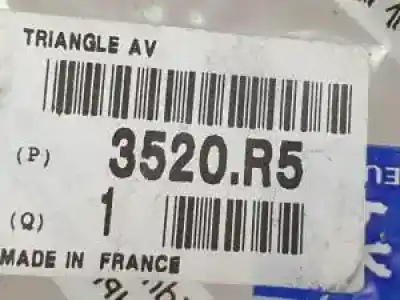 TRIANGLE AV
(P) 3520.R5
(Q) 1
MADE IN FRANCE